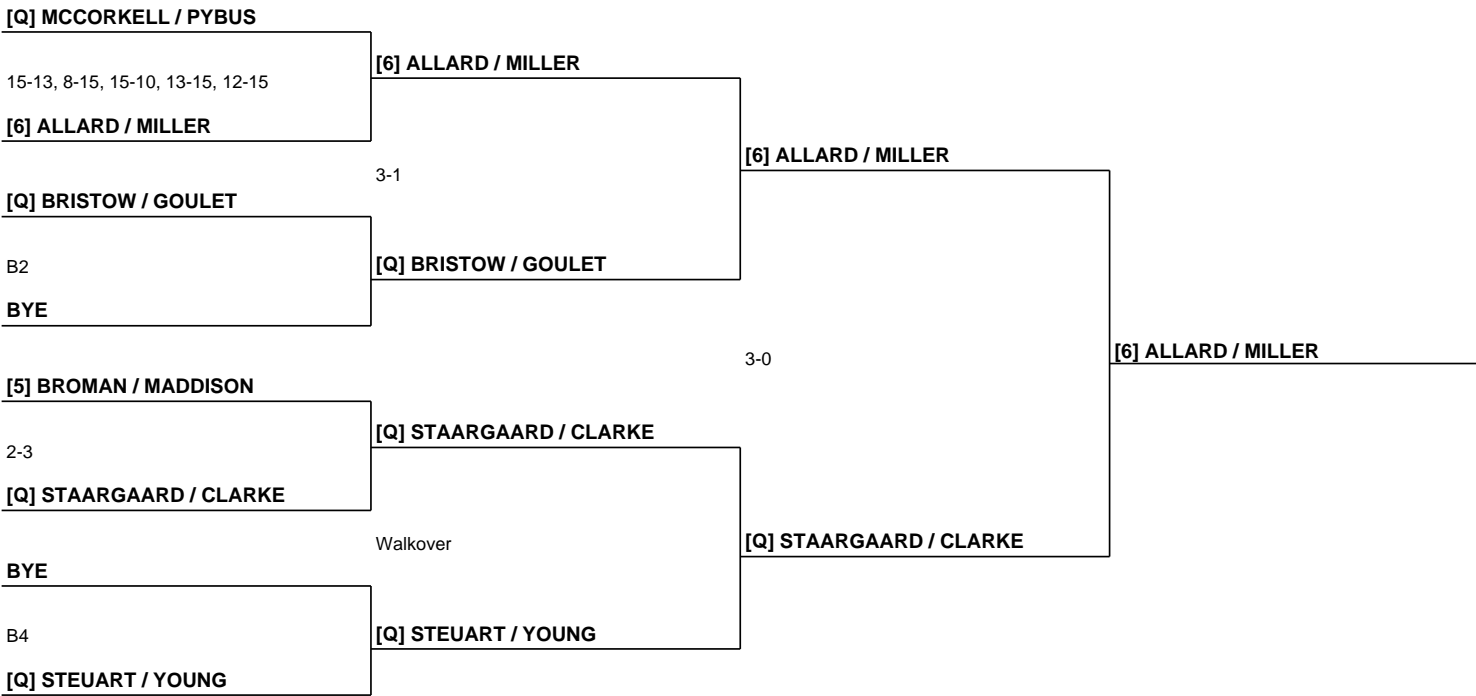 [Q] MCCORKELL / PYBUS
15-13, 8-15, 15-10, 13-15, 12-15
[6] ALLARD / MILLER
[Q] BRISTOW / GOULET
B2
BYE
[5] BROMAN / MADDISON
2-3
[Q] STAARGAARD / CLARKE
BYE
B4
[Q] STEUART / YOUNG
[6] ALLARD / MILLER
3-1
[Q] BRISTOW / GOULET
[Q] STAARGAARD / CLARKE
Walkover
[Q] STEUART / YOUNG
[6] ALLARD / MILLER
3-0
[Q] STAARGAARD / CLARKE
[6] ALLARD / MILLER